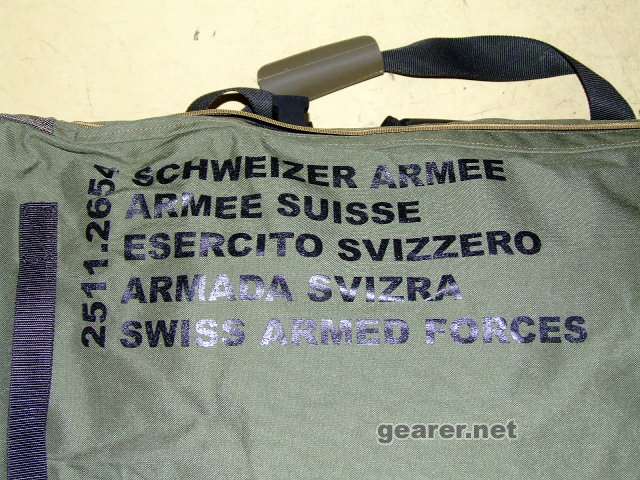 2511.2654
SCHWEIZER ARMEE
ARMEE SUISSE
ESERCITO SVIZZERO
ARMADA SVIZRA
SWISS ARMED FORCES
gearer.net